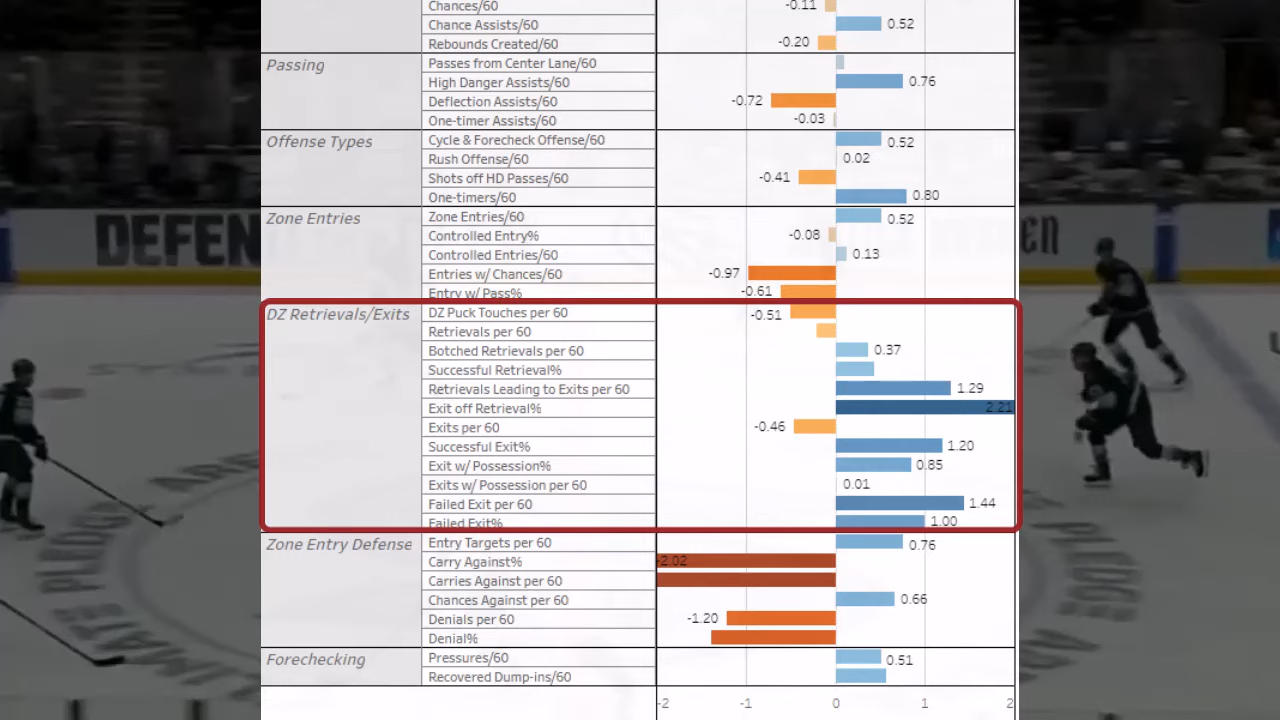 Chances/60 -0.11
Chance Assists/60 0.52
Rebounds Created/60 -0.20
Passing Passes from Center Lane/60
High Danger Assists/60 0.76
Deflection Assists/60 -0.72
One-timer Assists/60 -0.03
Offense Types Cycle & Forecheck Offense/60 0.52
Rush Offense/60 0.02
Shots off HD Passes/60 -0.41
One-timers/60 0.80
Zone Entries Zone Entries/60 0.52
Controlled Entry% -0.08
Controlled Entries/60 0.13
Entries w/ Chances/60 -0.97
Entry w/ Pass% -0.61
DZ Retrievals/Exits DZ Puck Touches per 60 -0.51
Retrievals per 60
Botched Retrievals per 60 0.37
Successful Retrieval%
Retrievals Leading to Exits per 60 1.29
Exit off Retrieval% 2.21
Exits per 60 -0.46
Successful Exit% 1.20
Exit w/ Possession% 0.85
Exits w/ Possession per 60 0.01
Failed Exit per 60 1.44
Failed Exit% 1.00
Zone Entry Defense Entry Targets per 60 0.76
Carry Against% -2.02
Carries Against per 60
Chances Against per 60 0.66
Denials per 60 -1.20
Denial%
Forechecking Pressures/60 0.51
Recovered Dump-ins/60
-2 -1 0 1 2
DEFEN